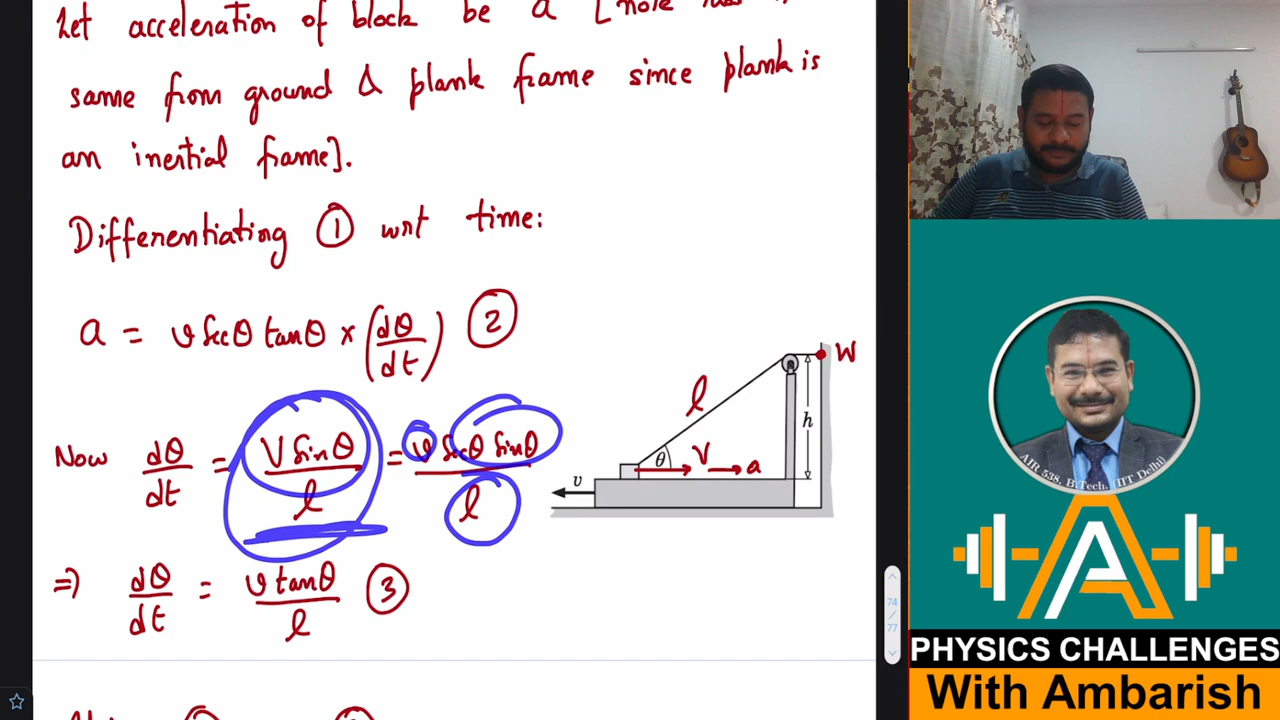 Let acceleration of block be a [note
same from ground & plank frame since plank is
an inertial frame].
Differentiating ① wrt time:
a = v secθ tanθ × (dθ/dt) ②
Now dθ/dt = V sinθ / l = v secθ sinθ / l
⇒ dθ/dt = v tanθ / l ③
W
l
h
θ
V
a
v
74
/
77
AIR 538, B.Tech. (IIT Delhi)
A
PHYSICS CHALLENGES
With Ambarish